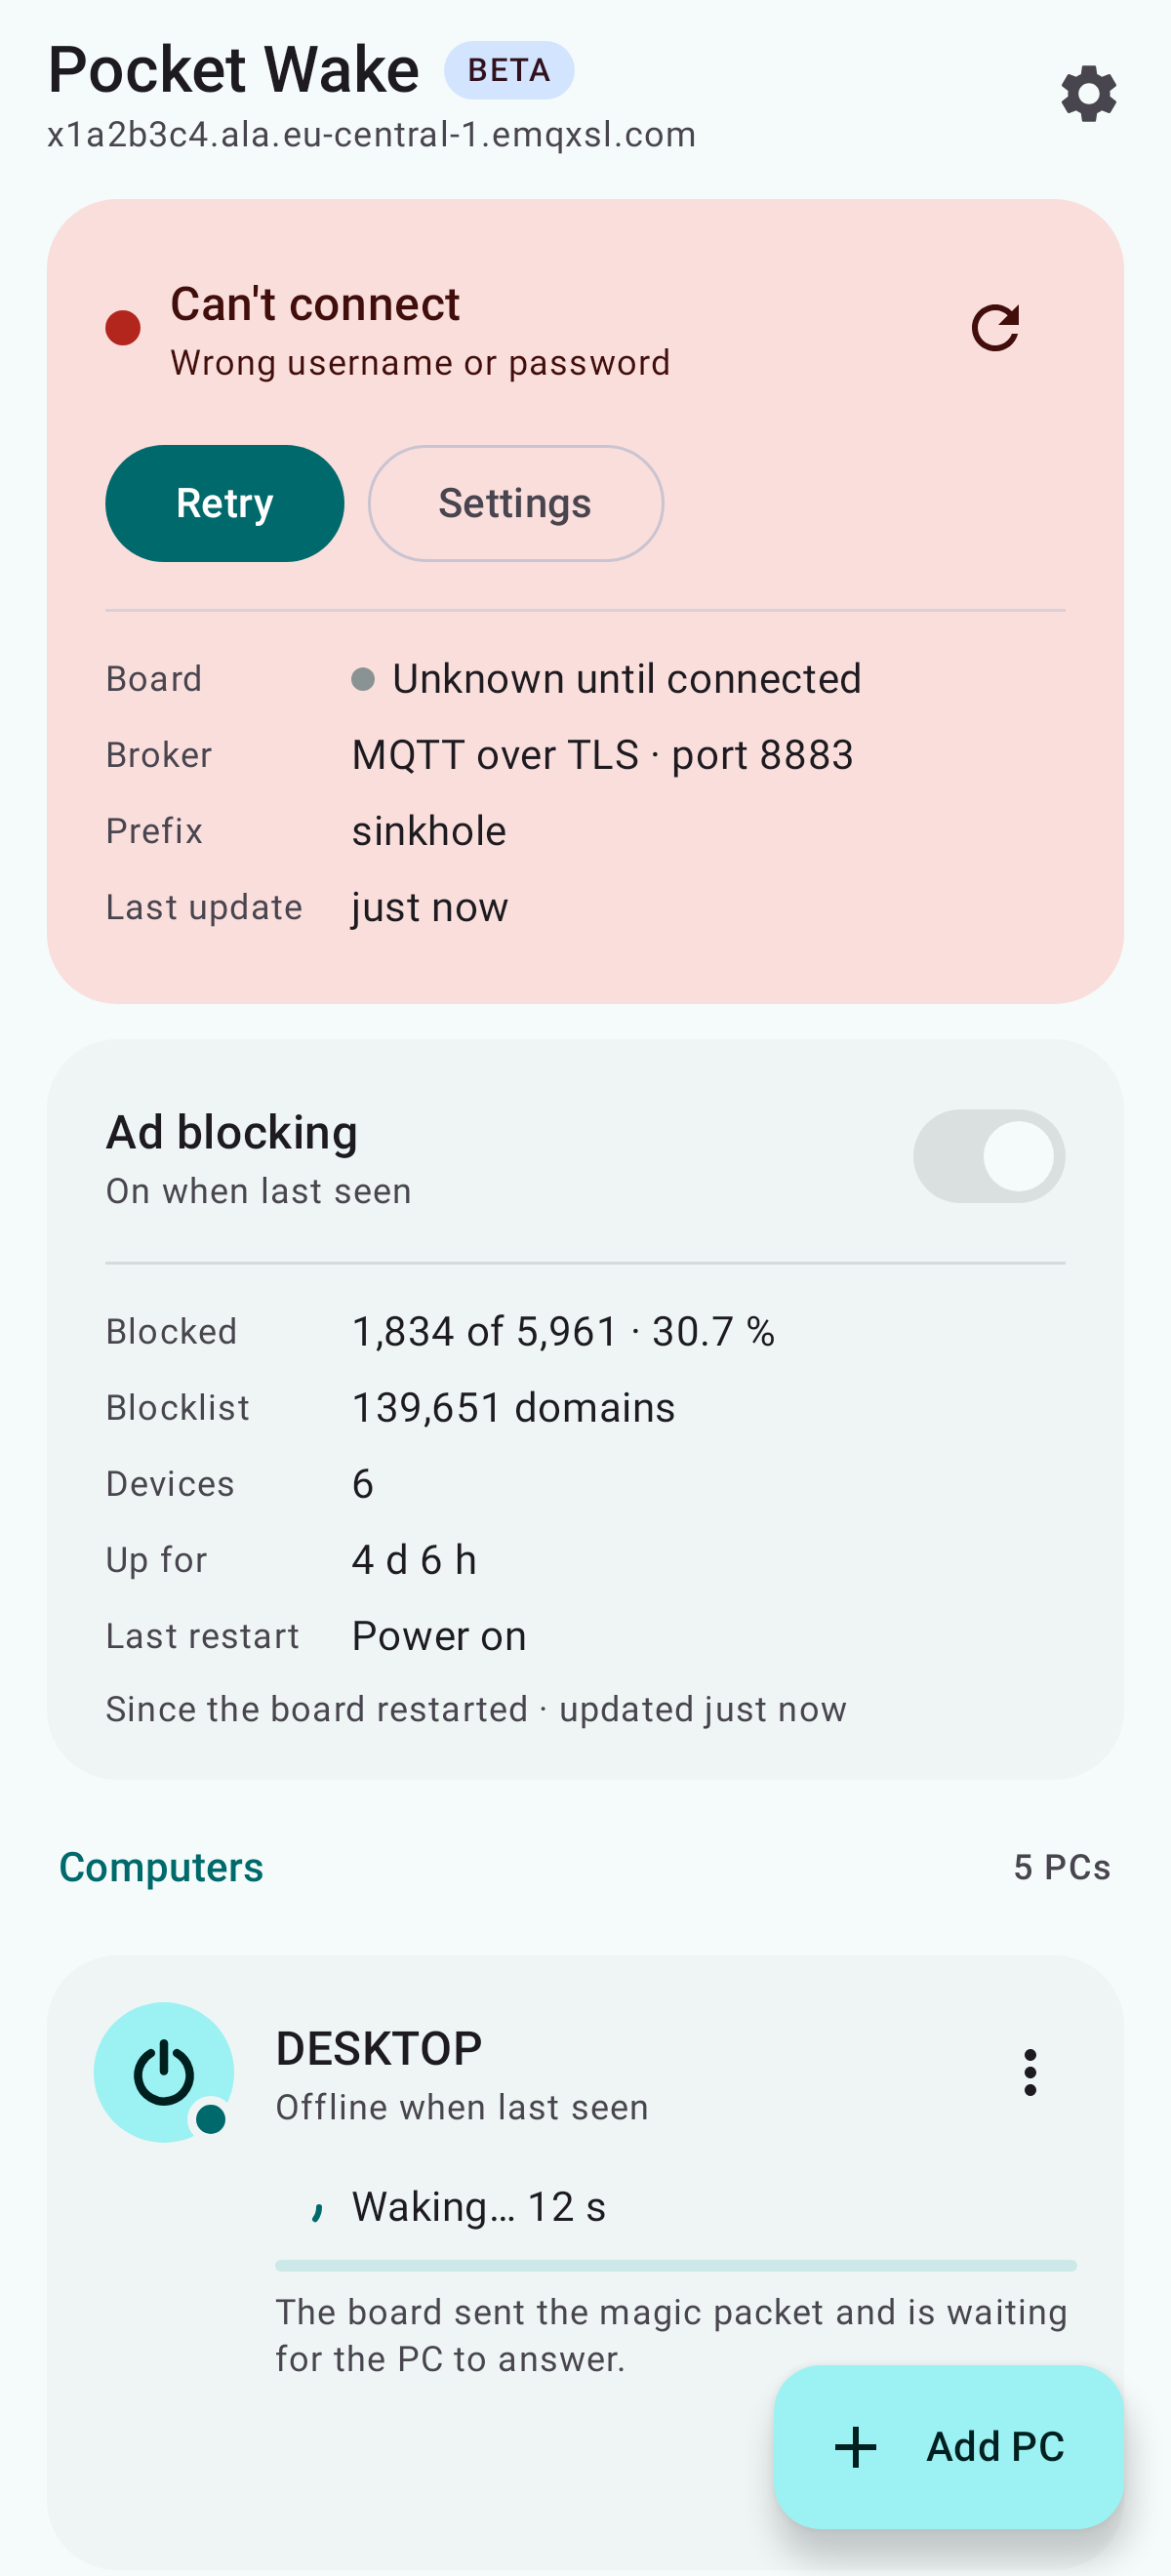 Pocket Wake BETA
x1a2b3c4.ala.eu-central-1.emqxsl.com
Can't connect
Wrong username or password
Retry Settings
Board Unknown until connected
Broker MQTT over TLS · port 8883
Prefix sinkhole
Last update just now
Ad blocking
On when last seen
Blocked 1,834 of 5,961 · 30.7 %
Blocklist 139,651 domains
Devices 6
Up for 4 d 6 h
Last restart Power on
Since the board restarted · updated just now
Computers 5 PCs
DESKTOP
Offline when last seen
Waking… 12 s
The board sent the magic packet and is waiting
for the PC to answer.
Add PC